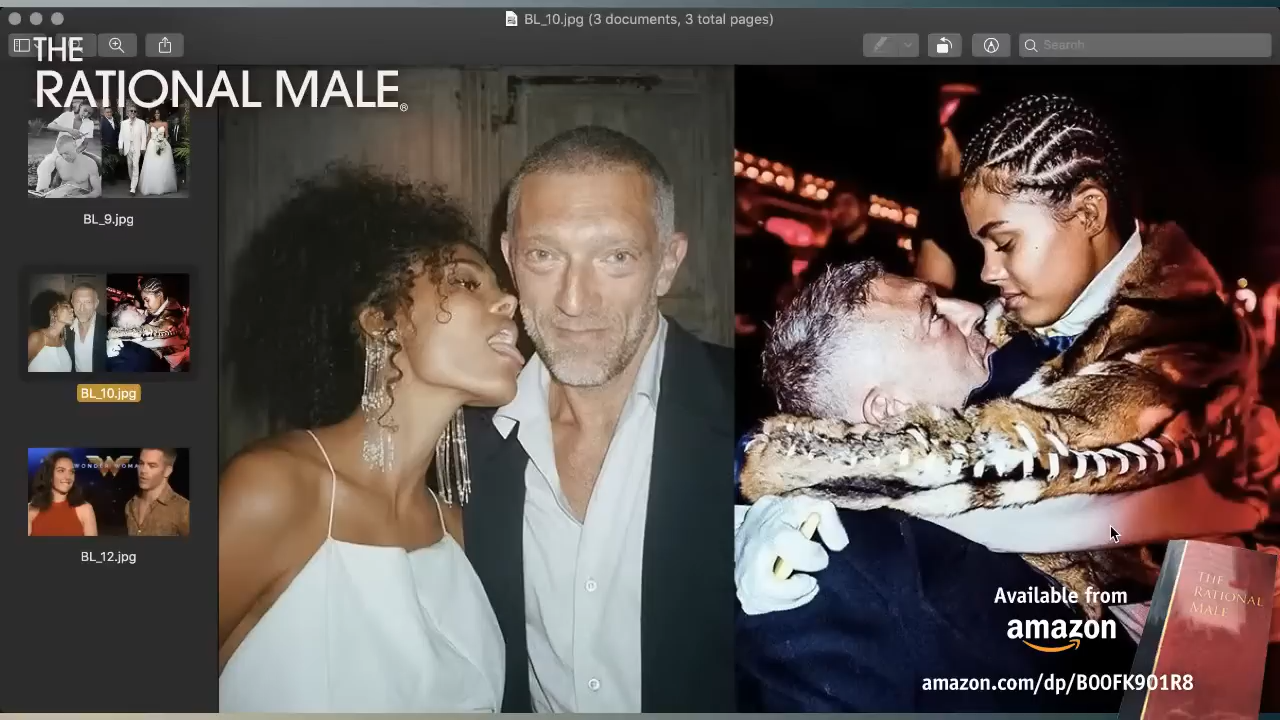 BL_10.jpg (3 documents, 3 total pages)
Search
THE
RATIONAL MALE®
BL_9.jpg
BL_10.jpg
WONDER WOMAN
BL_12.jpg
THE
RATIONAL
MALE
Available from
amazon
amazon.com/dp/B00FK901R8